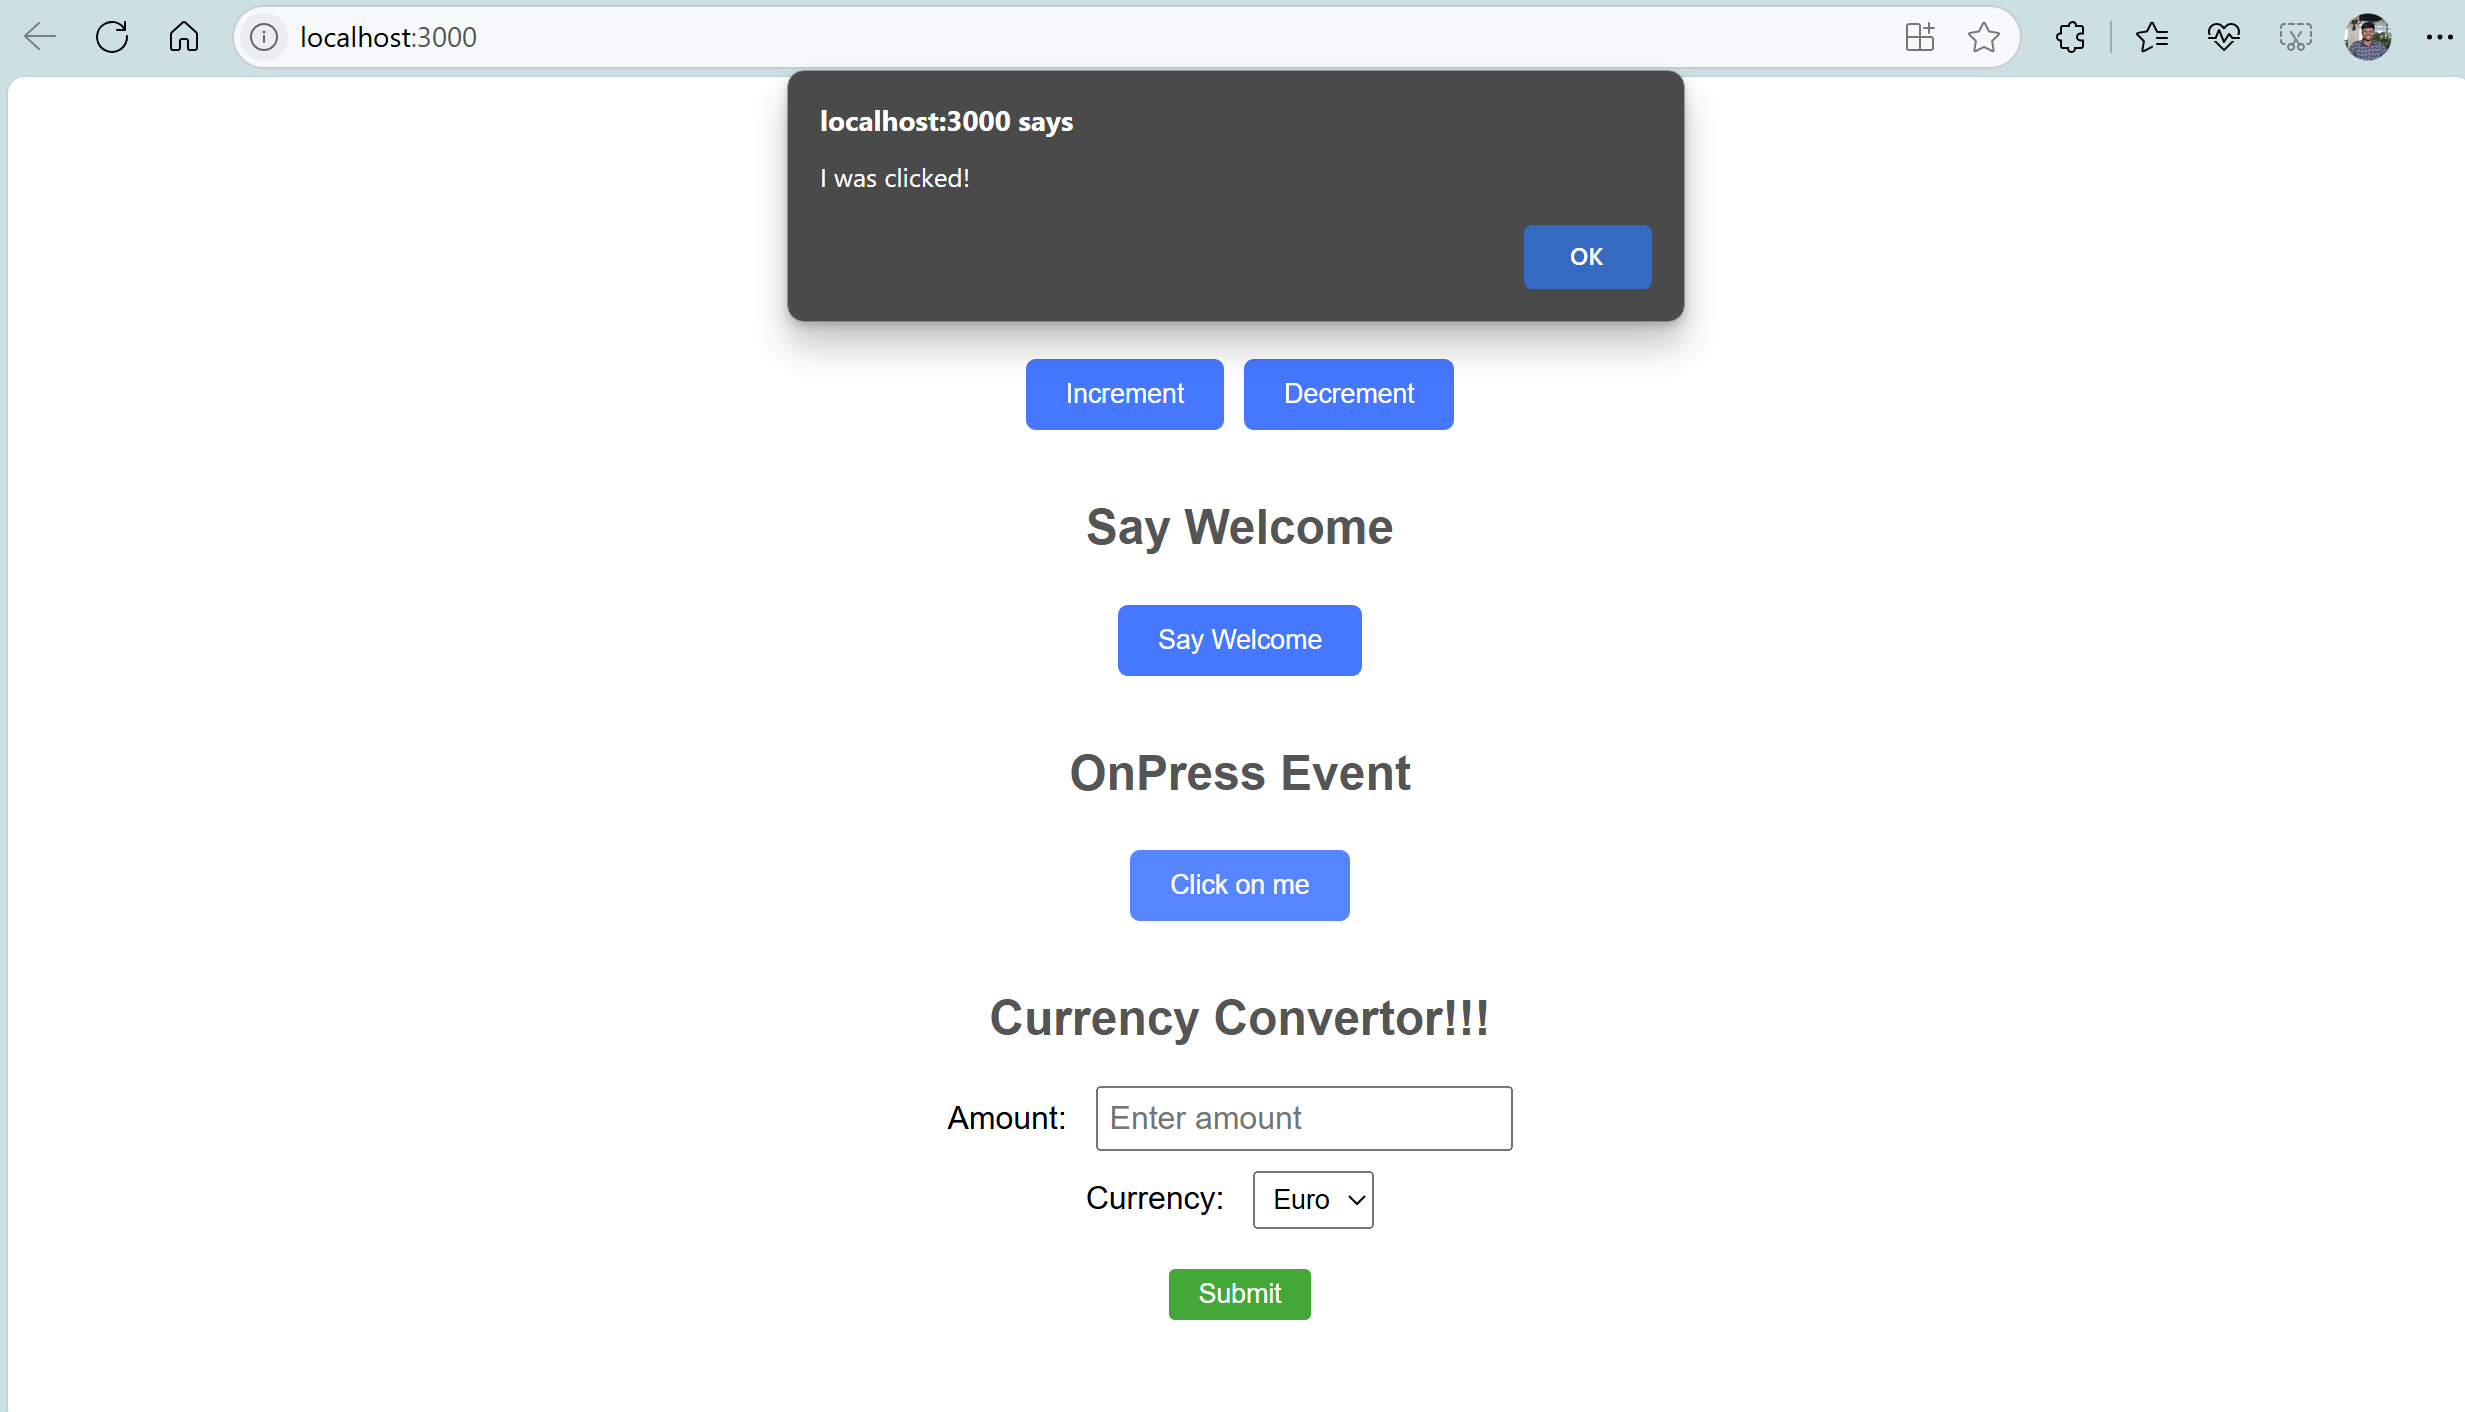 localhost:3000
localhost:3000 says
I was clicked!
OK
Increment Decrement
Say Welcome
Say Welcome
OnPress Event
Click on me
Currency Convertor!!!
Amount: Enter amount
Currency: Euro
Submit